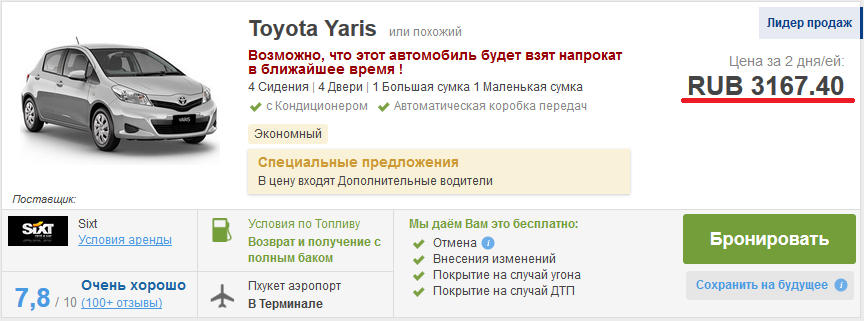 Toyota Yaris или похожий
Лидер продаж
Возможно, что этот автомобиль будет взят напрокат
в ближайшее время !
Цена за 2 дня/ей:
RUB 3167.40
4 Сидения | 4 Двери | 1 Большая сумка 1 Маленькая сумка
с Кондиционером Автоматическая коробка передач
Экономный
Специальные предложения
В цену входят Дополнительные водители
YARIS
Поставщик:
SIXT
rent a car
Sixt
Условия аренды
7,8 / 10
Очень хорошо
(100+ отзывы)
Условия по Топливу
Возврат и получение с
полным баком
Пхукет аэропорт
В Терминале
Мы даём Вам это бесплатно:
Отмена i
Внесения изменений
Покрытие на случай угона
Покрытие на случай ДТП
Бронировать
Сохранить на будущее i